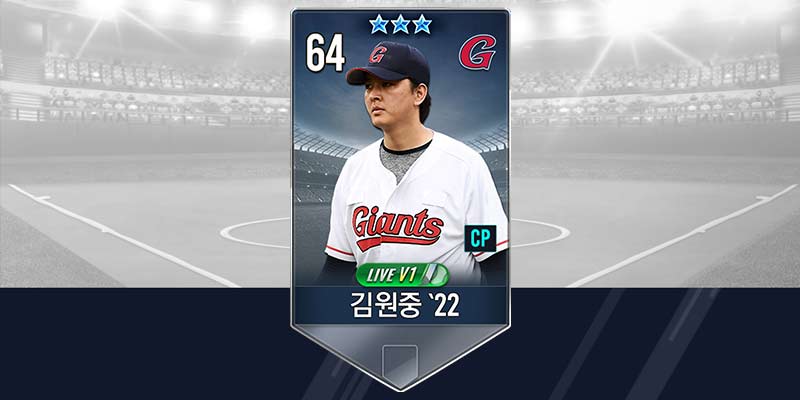 64
G
G
Giants
CP
LIVE V1
김원중 '22